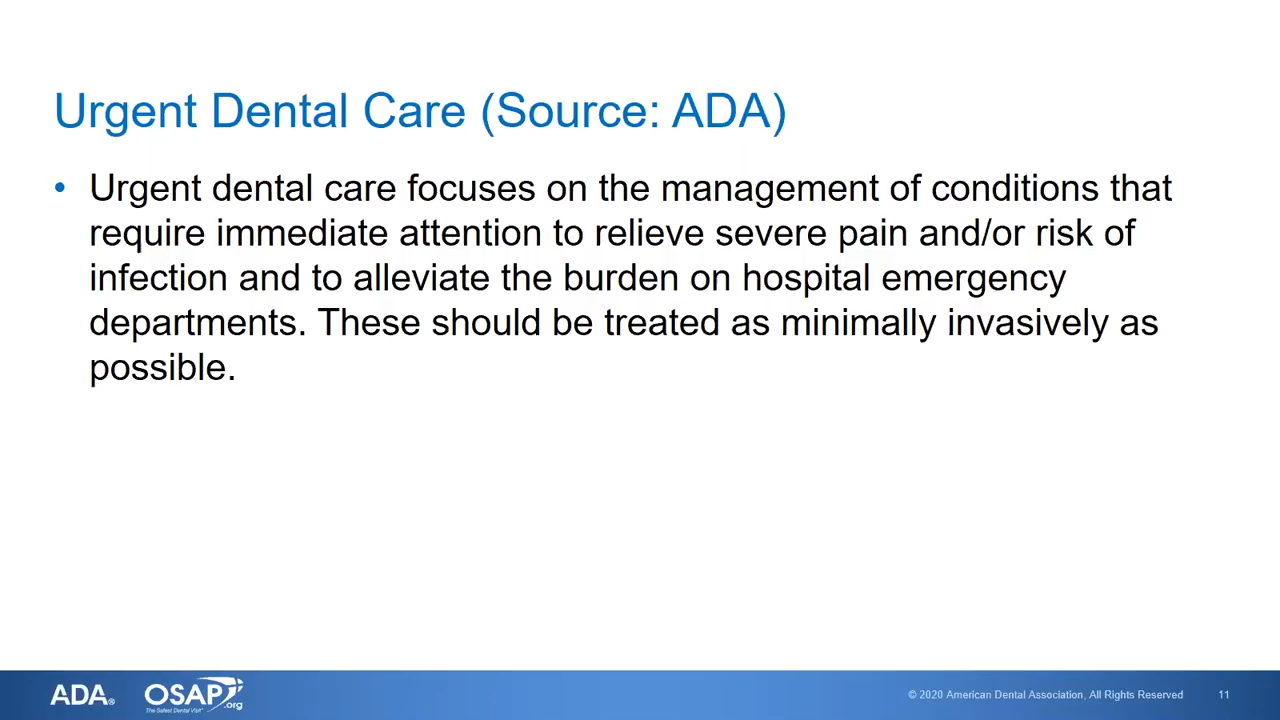 Urgent Dental Care (Source: ADA)
• Urgent dental care focuses on the management of conditions that
require immediate attention to relieve severe pain and/or risk of
infection and to alleviate the burden on hospital emergency
departments. These should be treated as minimally invasively as
possible.
ADA®
OSAP.org
The Safest Dental Visit™
© 2020 American Dental Association, All Rights Reserved
11